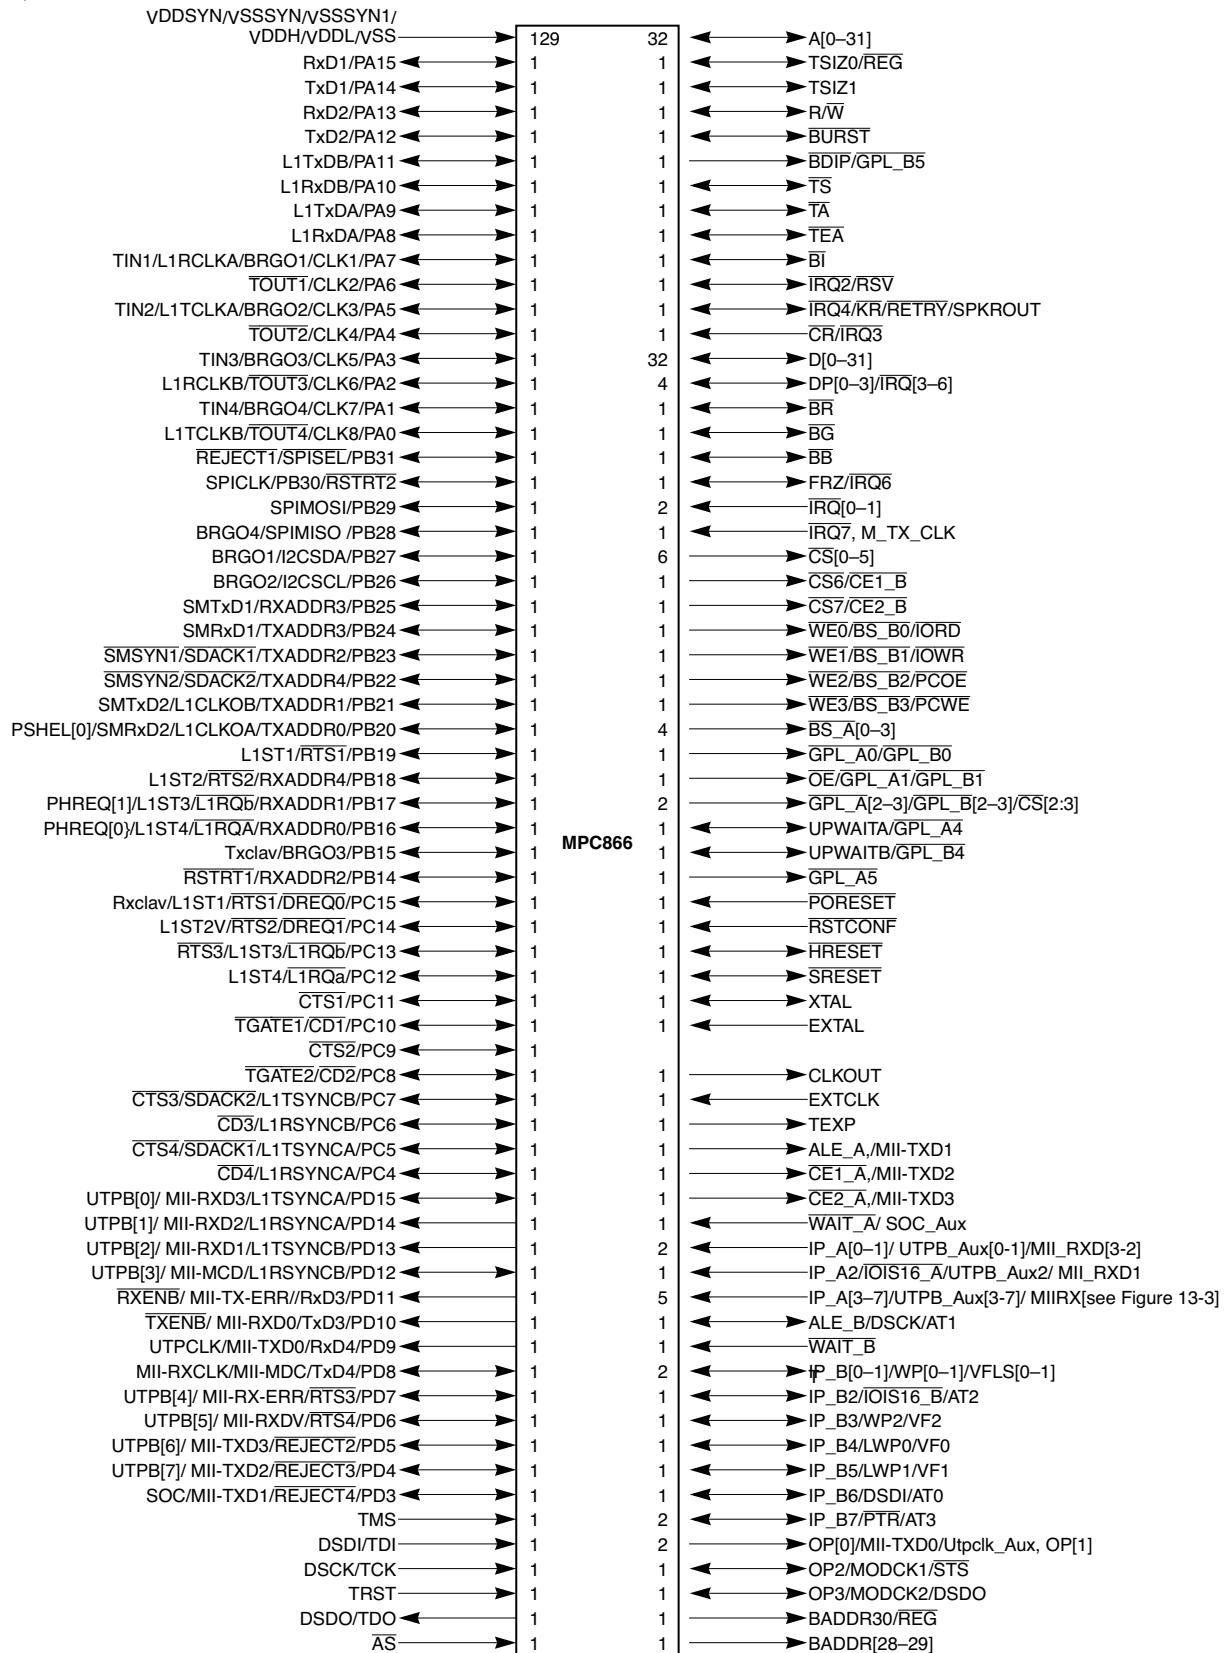 VDDSYN/VSSSYN/VSSSYN1/
VDDH/VDDL/VSS 129 32 A[0–31]
RxD1/PA15 1 1 TSIZ0/REG
TxD1/PA14 1 1 TSIZ1
RxD2/PA13 1 1 R/W
TxD2/PA12 1 1 BURST
L1TxDB/PA11 1 1 BDIP/GPL_B5
L1RxDB/PA10 1 1 TS
L1TxDA/PA9 1 1 TA
L1RxDA/PA8 1 1 TEA
TIN1/L1RCLKA/BRGO1/CLK1/PA7 1 1 BI
TOUT1/CLK2/PA6 1 1 IRQ2/RSV
TIN2/L1TCLKA/BRGO2/CLK3/PA5 1 1 IRQ4/KR/RETRY/SPKROUT
TOUT2/CLK4/PA4 1 1 CR/IRQ3
TIN3/BRGO3/CLK5/PA3 1 32 D[0–31]
L1RCLKB/TOUT3/CLK6/PA2 1 4 DP[0–3]/IRQ[3–6]
TIN4/BRGO4/CLK7/PA1 1 1 BR
L1TCLKB/TOUT4/CLK8/PA0 1 1 BG
REJECT1/SPISEL/PB31 1 1 BB
SPICLK/PB30/RSTRT2 1 1 FRZ/IRQ6
SPIMOSI/PB29 1 2 IRQ[0–1]
BRGO4/SPIMISO /PB28 1 1 IRQ7, M_TX_CLK
BRGO1/I2CSDA/PB27 1 6 CS[0–5]
BRGO2/I2CSCL/PB26 1 1 CS6/CE1_B
SMTxD1/RXADDR3/PB25 1 1 CS7/CE2_B
SMRxD1/TXADDR3/PB24 1 1 WE0/BS_B0/IORD
SMSYN1/SDACK1/TXADDR2/PB23 1 1 WE1/BS_B1/IOWR
SMSYN2/SDACK2/TXADDR4/PB22 1 1 WE2/BS_B2/PCOE
SMTxD2/L1CLKOB/TXADDR1/PB21 1 1 WE3/BS_B3/PCWE
PSHEL[0]/SMRxD2/L1CLKOA/TXADDR0/PB20 1 4 BS_A[0–3]
L1ST1/RTS1/PB19 1 1 GPL_A0/GPL_B0
L1ST2/RTS2/RXADDR4/PB18 1 1 OE/GPL_A1/GPL_B1
PHREQ[1]/L1ST3/L1RQb/RXADDR1/PB17 1 2 GPL_A[2–3]/GPL_B[2–3]/CS[2:3]
PHREQ[0}/L1ST4/L1RQA/RXADDR0/PB16 1 1 UPWAITA/GPL_A4
MPC866
Txclav/BRGO3/PB15 1 1 UPWAITB/GPL_B4
RSTRT1/RXADDR2/PB14 1 1 GPL_A5
Rxclav/L1ST1/RTS1/DREQ0/PC15 1 1 PORESET
L1ST2V/RTS2/DREQ1/PC14 1 1 RSTCONF
RTS3/L1ST3/L1RQb/PC13 1 1 HRESET
L1ST4/L1RQa/PC12 1 1 SRESET
CTS1/PC11 1 1 XTAL
TGATE1/CD1/PC10 1 1 EXTAL
CTS2/PC9 1
TGATE2/CD2/PC8 1 1 CLKOUT
CTS3/SDACK2/L1TSYNCB/PC7 1 1 EXTCLK
CD3/L1RSYNCB/PC6 1 1 TEXP
CTS4/SDACK1/L1TSYNCA/PC5 1 1 ALE_A,/MII-TXD1
CD4/L1RSYNCA/PC4 1 1 CE1_A,/MII-TXD2
UTPB[0]/ MII-RXD3/L1TSYNCA/PD15 1 1 CE2_A,/MII-TXD3
UTPB[1]/ MII-RXD2/L1RSYNCA/PD14 1 1 WAIT_A/ SOC_Aux
UTPB[2]/ MII-RXD1/L1TSYNCB/PD13 1 2 IP_A[0–1]/ UTPB_Aux[0-1]/MII_RXD[3-2]
UTPB[3]/ MII-MCD/L1RSYNCB/PD12 1 1 IP_A2/IOIS16_A/UTPB_Aux2/ MII_RXD1
RXENB/ MII-TX-ERR//RxD3/PD11 1 5 IP_A[3–7]/UTPB_Aux[3-7]/ MIIRX[see Figure 13-3]
TXENB/ MII-RXD0/TxD3/PD10 1 1 ALE_B/DSCK/AT1
UTPCLK/MII-TXD0/RxD4/PD9 1 1 WAIT_B
MII-RXCLK/MII-MDC/TxD4/PD8 1 2 IP_B[0–1]/WP[0–1]/VFLS[0–1]
UTPB[4]/ MII-RX-ERR/RTS3/PD7 1 1 IP_B2/IOIS16_B/AT2
UTPB[5]/ MII-RXDV/RTS4/PD6 1 1 IP_B3/WP2/VF2
UTPB[6]/ MII-TXD3/REJECT2/PD5 1 1 IP_B4/LWP0/VF0
UTPB[7]/ MII-TXD2/REJECT3/PD4 1 1 IP_B5/LWP1/VF1
SOC/MII-TXD1/REJECT4/PD3 1 1 IP_B6/DSDI/AT0
TMS 1 2 IP_B7/PTR/AT3
DSDI/TDI 1 2 OP[0]/MII-TXD0/Utpclk_Aux, OP[1]
DSCK/TCK 1 1 OP2/MODCK1/STS
TRST 1 1 OP3/MODCK2/DSDO
DSDO/TDO 1 1 BADDR30/REG
AS 1 1 BADDR[28–29]